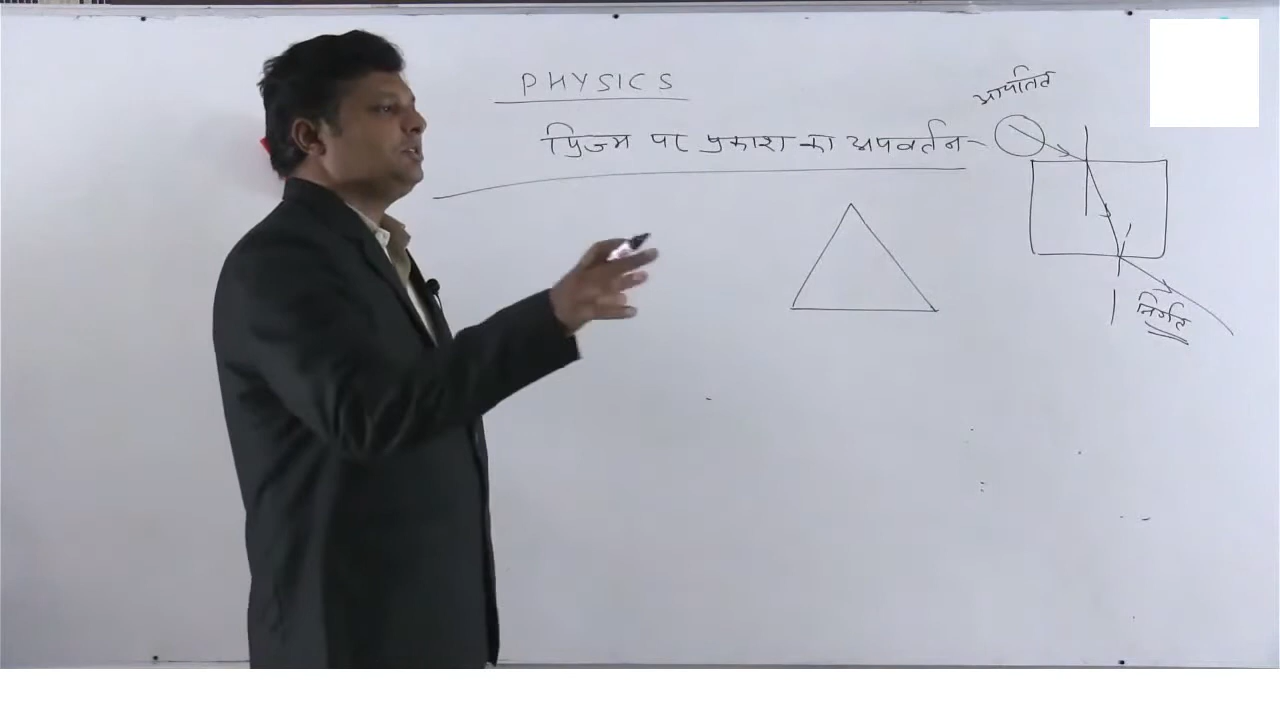 PHYSICS
प्रिज्म पर प्रकाश का अपवर्तन-
आपतित
निर्गत